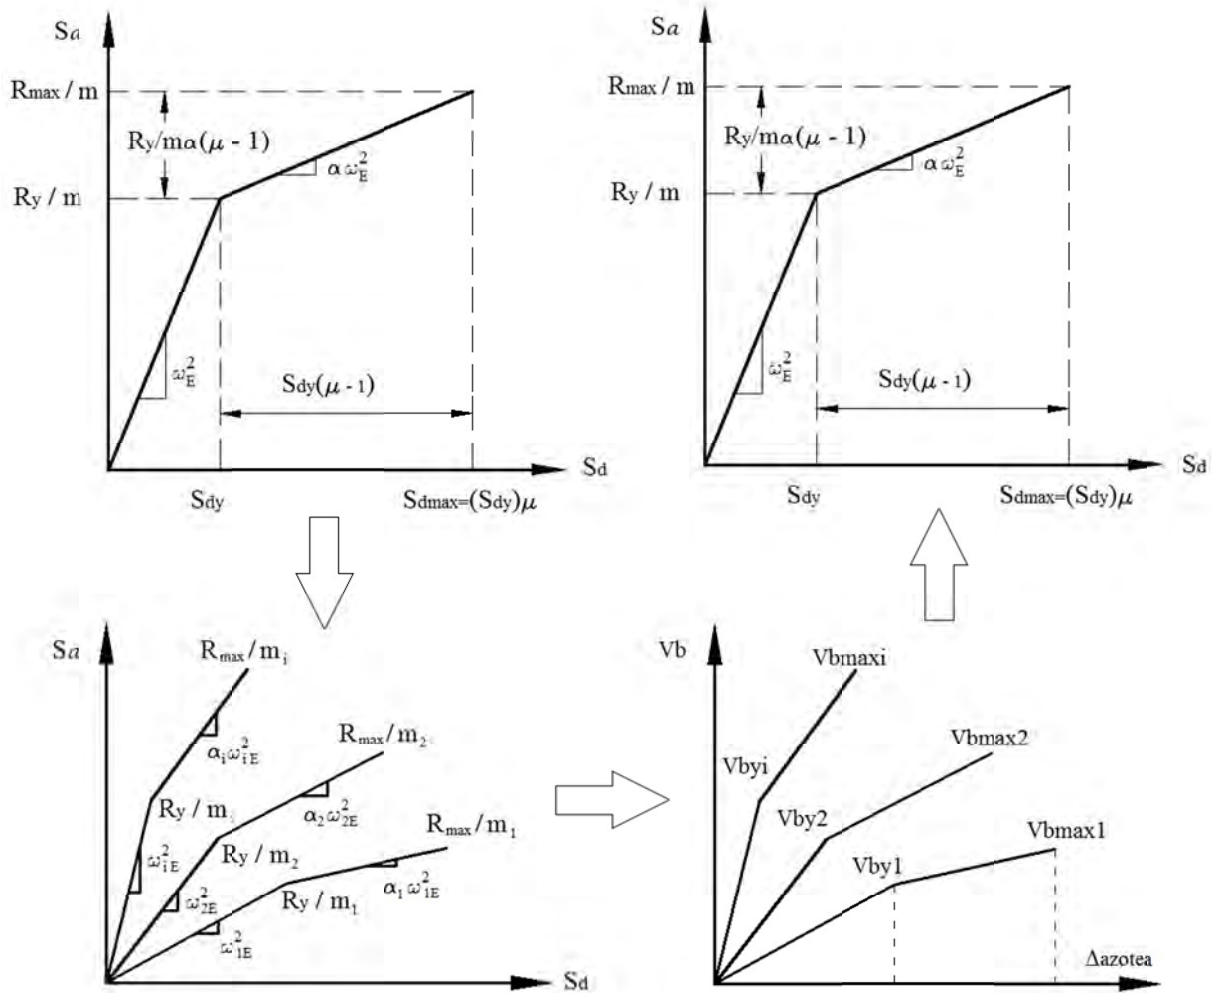 Sa
Rmax / m
Ry/mα(μ - 1)
αω²E
Ry / m
ω²E
Sdy(μ - 1)
Sd
Sdy
Sdmax=(Sdy)μ
Sa
Rmax / m
Ry/mα(μ - 1)
αω²E
Ry / m
ω²E
Sdy(μ - 1)
Sd
Sdy
Sdmax=(Sdy)μ
Sa
Rmax / mi
αiω²iE
Rmax / m2
Ry / mi
α2ω²2E
Rmax / m1
ω²iE
Ry / m2
ω²2E
Ry / m1
α1ω²1E
ω²1E
Sd
Vb
Vbmaxi
Vbyi
Vbmax2
Vby2
Vbmax1
Vby1
Δazotea